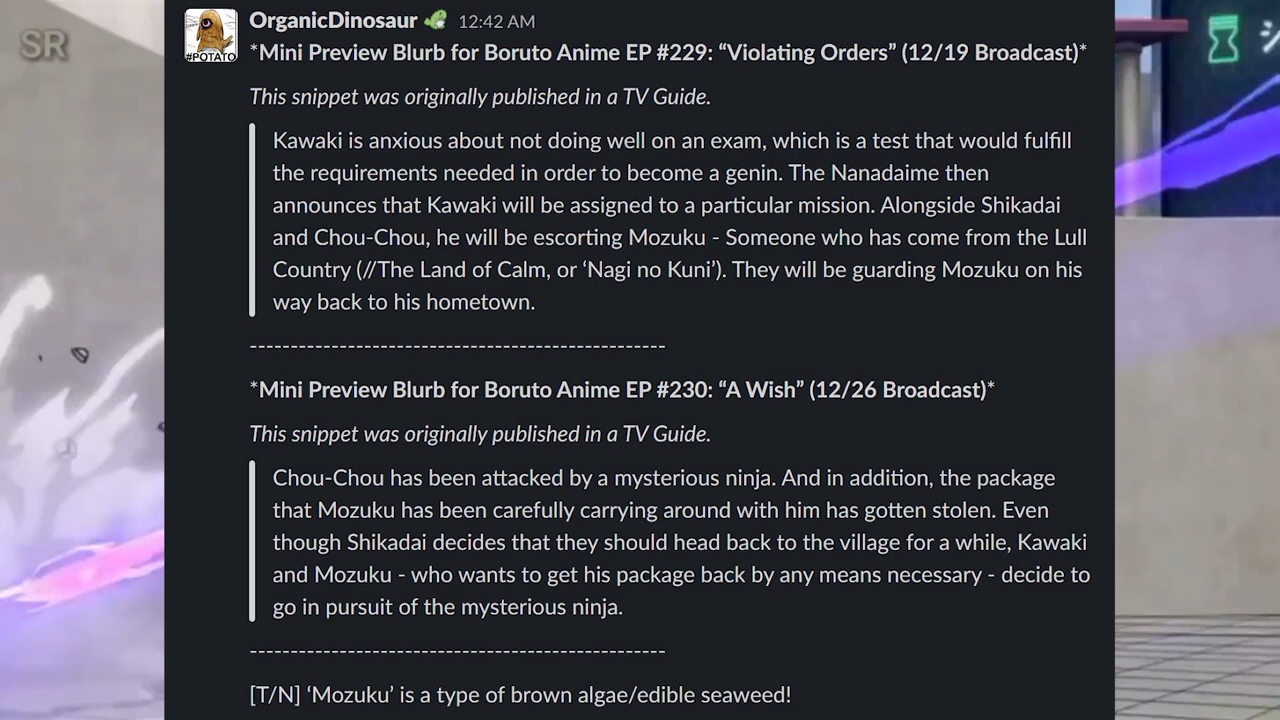 SR
#POTATO
OrganicDinosaur 12:42 AM
*Mini Preview Blurb for Boruto Anime EP #229: “Violating Orders” (12/19 Broadcast)*
This snippet was originally published in a TV Guide.
Kawaki is anxious about not doing well on an exam, which is a test that would fulfill
the requirements needed in order to become a genin. The Nanadaime then
announces that Kawaki will be assigned to a particular mission. Alongside Shikadai
and Chou-Chou, he will be escorting Mozuku - Someone who has come from the Lull
Country (//The Land of Calm, or ‘Nagi no Kuni’). They will be guarding Mozuku on his
way back to his hometown.
---------------------------------------------------
*Mini Preview Blurb for Boruto Anime EP #230: “A Wish” (12/26 Broadcast)*
This snippet was originally published in a TV Guide.
Chou-Chou has been attacked by a mysterious ninja. And in addition, the package
that Mozuku has been carefully carrying around with him has gotten stolen. Even
though Shikadai decides that they should head back to the village for a while, Kawaki
and Mozuku - who wants to get his package back by any means necessary - decide to
go in pursuit of the mysterious ninja.
---------------------------------------------------
[T/N] ‘Mozuku’ is a type of brown algae/edible seaweed!